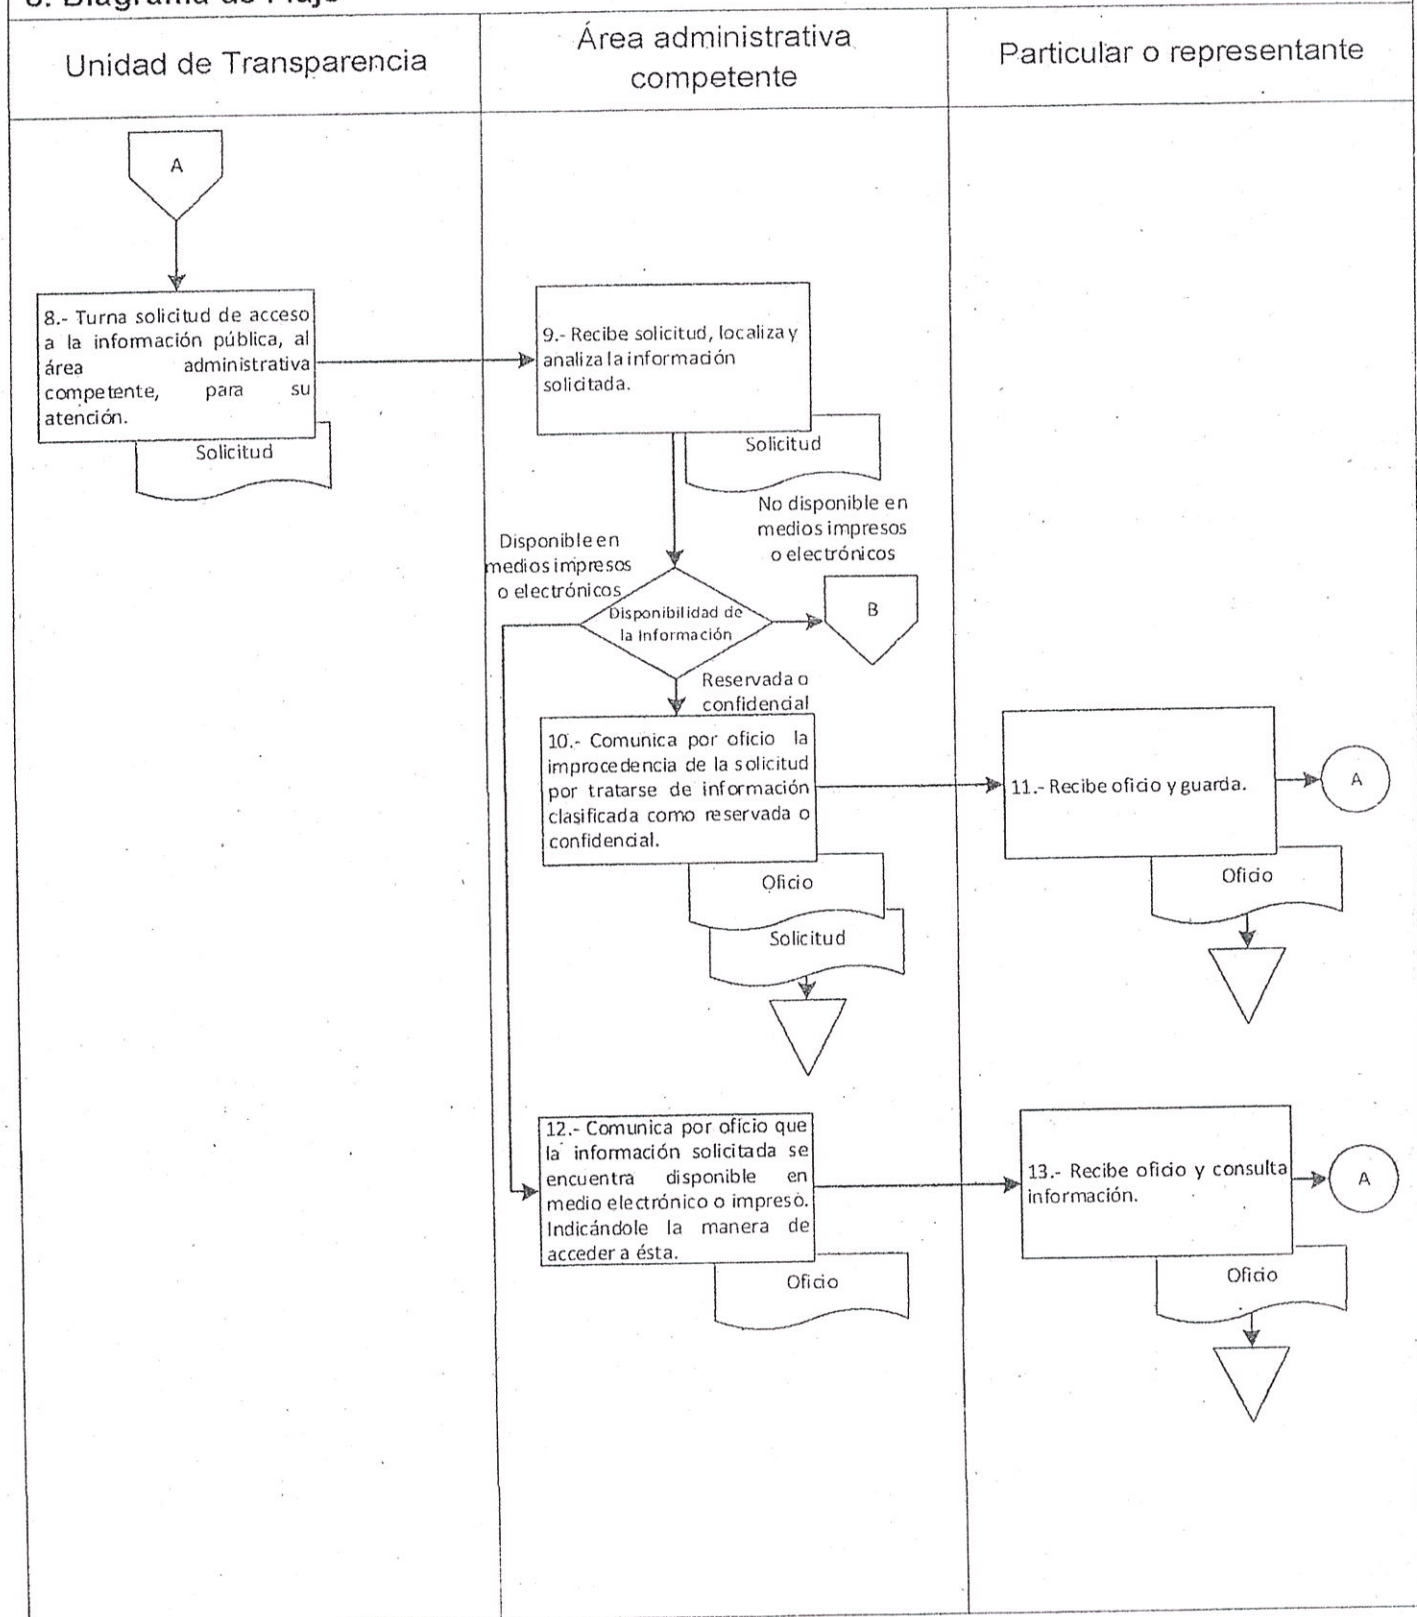 Unidad de Transparencia
Área administrativa
competente
Particular o representante
A
8.- Turna solicitud de acceso
a la información pública, al
área administrativa
competente, para su
atención.
Solicitud
9.- Recibe solicitud, localiza y
analiza la información
solicitada.
Solicitud
No disponible en
medios impresos
o electrónicos
Disponible en
medios impresos
o electrónicos
Disponibilidad de
la Información
B
Reservada o
confidencial
10.- Comunica por oficio la
improcedencia de la solicitud
por tratarse de información
clasificada como reservada o
confidencial.
Oficio
Solicitud
11.- Recibe oficio y guarda.
A
Oficio
12.- Comunica por oficio que
la información solicitada se
encuentra disponible en
medio electrónico o impreso.
Indicándole la manera de
acceder a ésta.
Oficio
13.- Recibe oficio y consulta
información.
A
Oficio